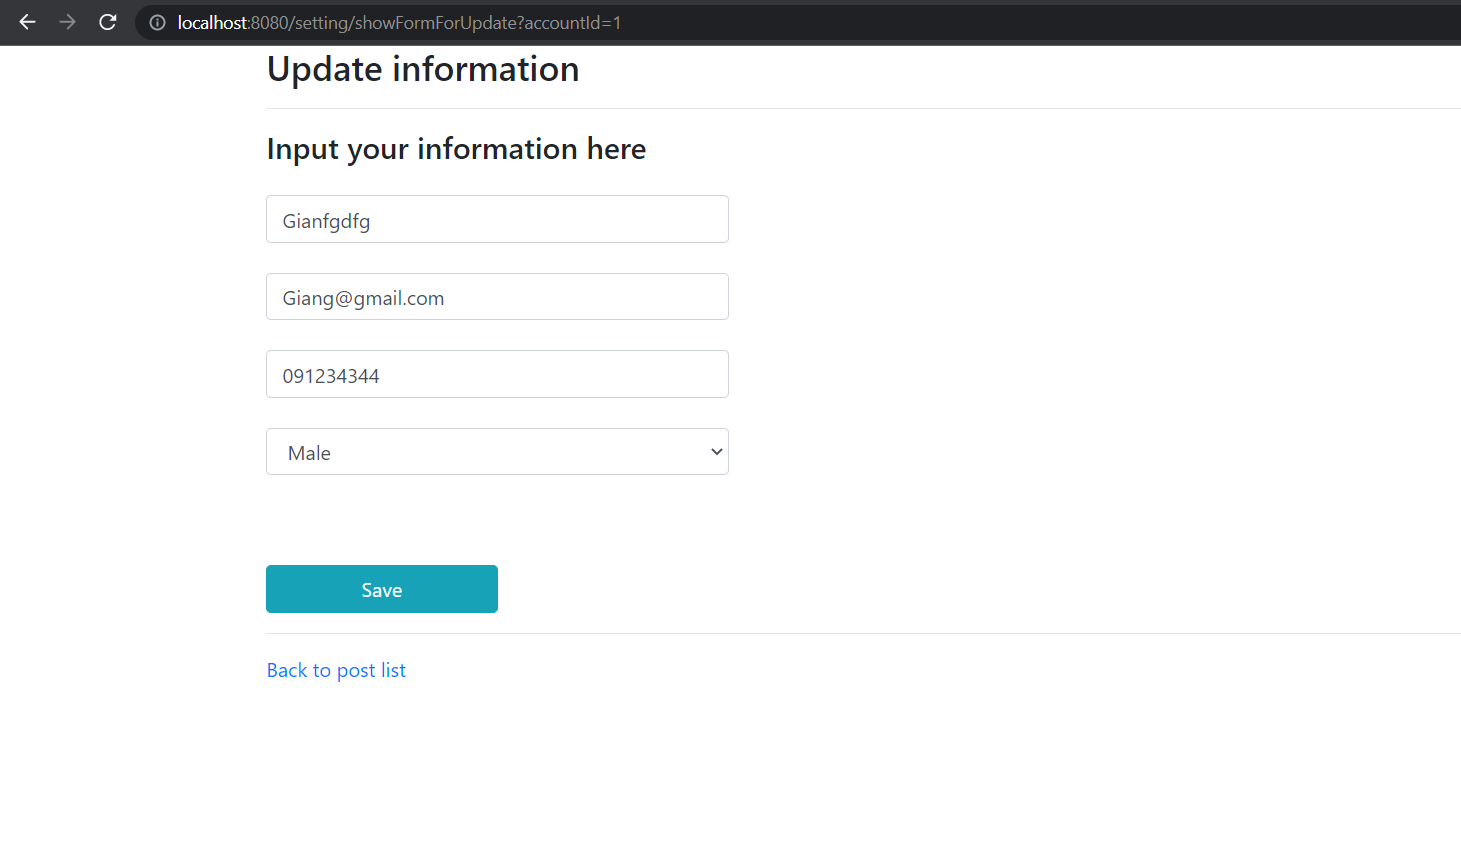 localhost:8080/setting/showFormForUpdate?accountId=1
Update information
Input your information here
Gianfgdfg
Giang@gmail.com
091234344
Male
Save
Back to post list